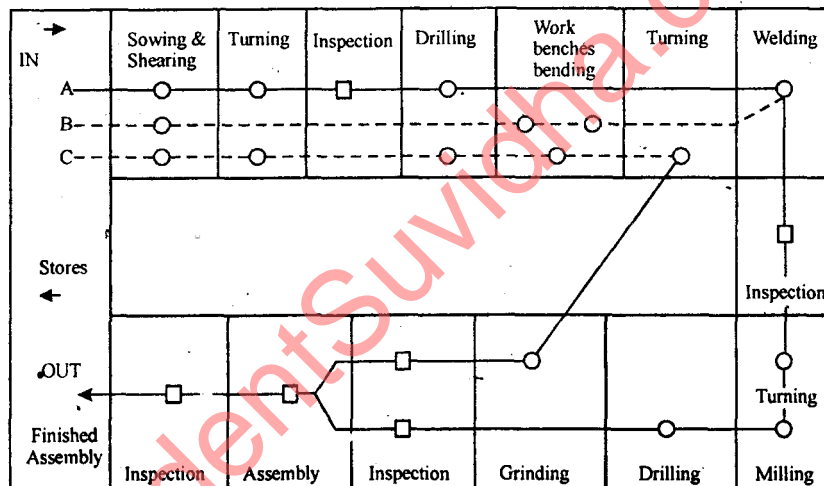 IN
Sowing &
Shearing
Turning
Inspection
Drilling
Work
benches
bending
Turning
Welding
A
B
C
Stores
Inspection
OUT
Turning
Finished
Assembly
Inspection
Assembly
Inspection
Grinding
Drilling
Milling
dentSuvidha.c